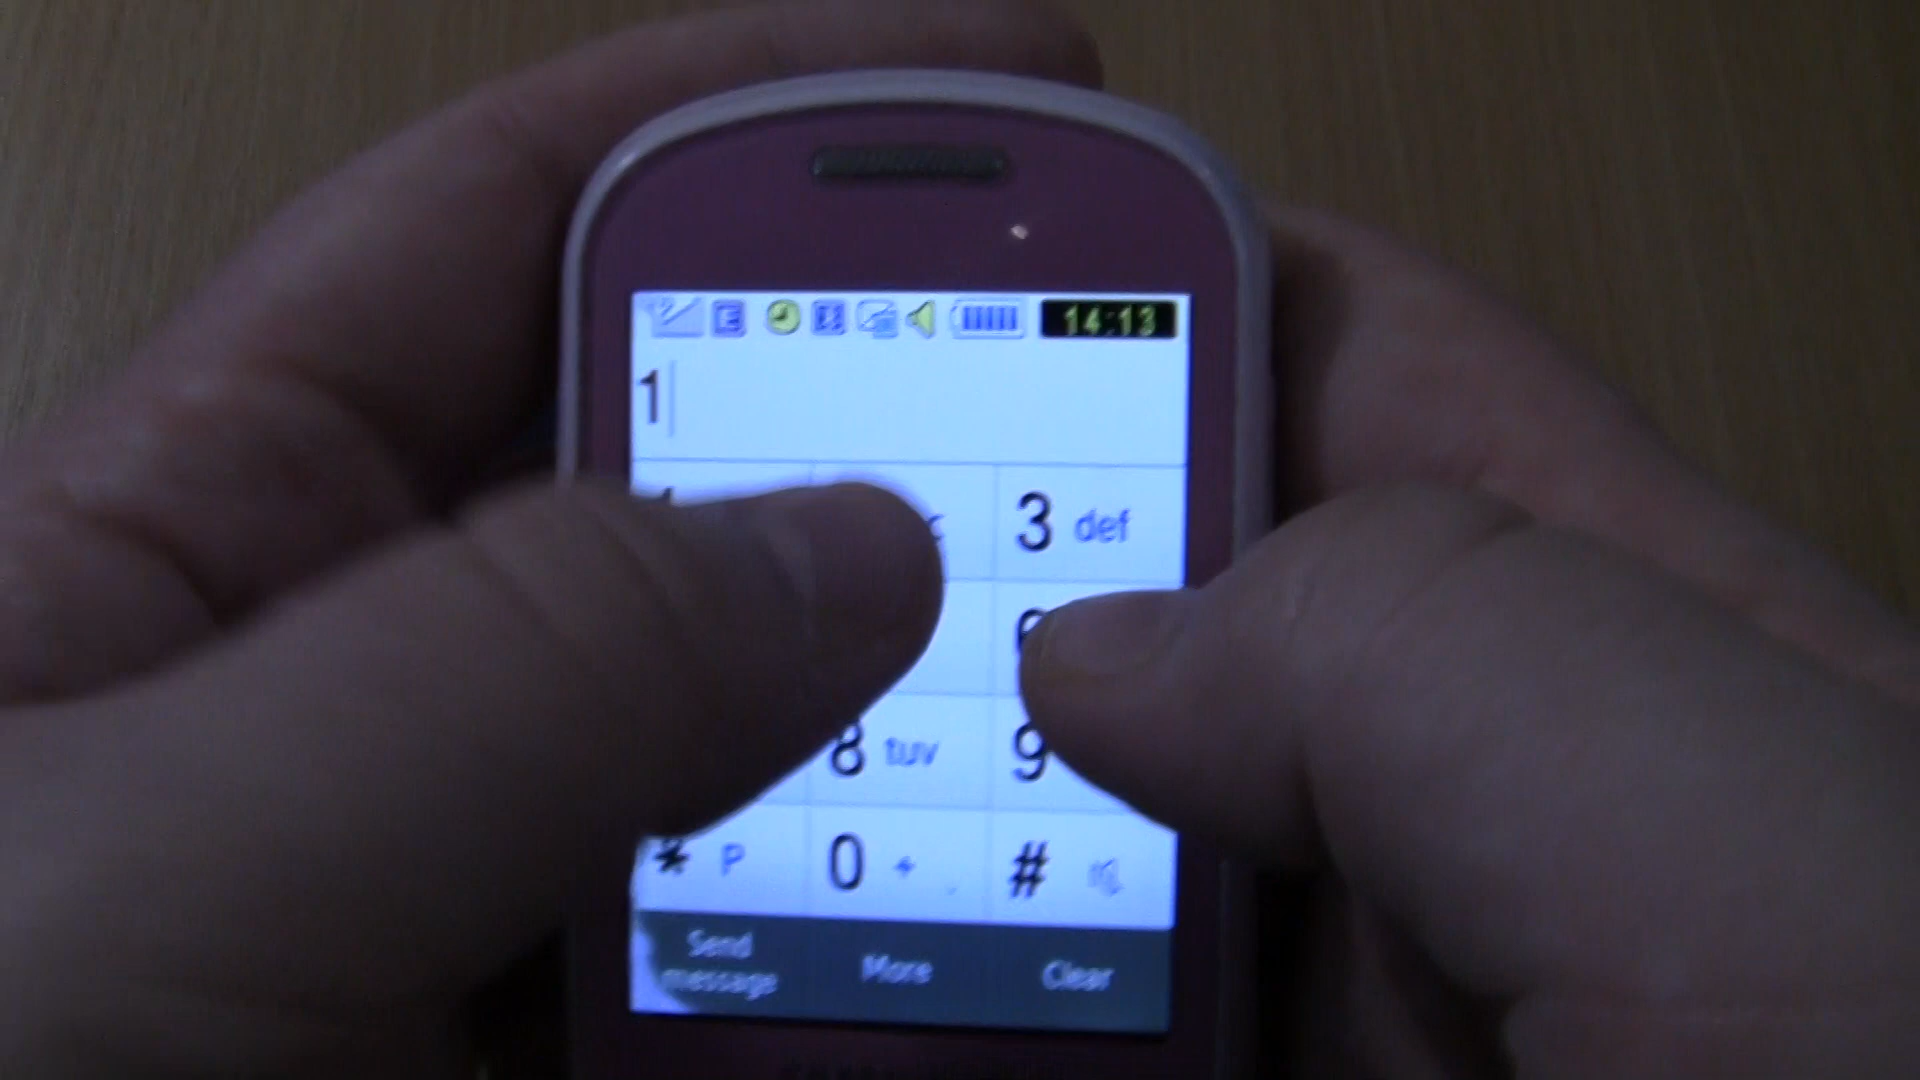 14:13
1
3 def
8 tuv 9
* P 0 + #
Send message More Clear